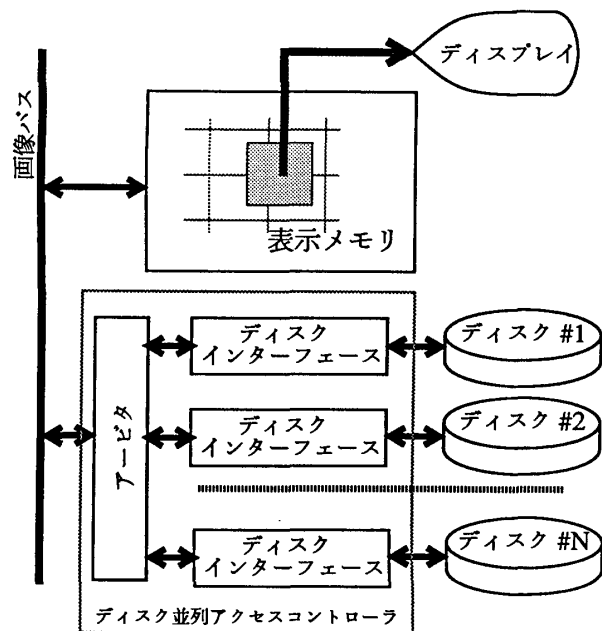 ディスプレイ
画像バス
表示メモリ
ディスク
インターフェース
ディスク #1
ディスク
インターフェース
ディスク #2
アービタ
ディスク
インターフェース
ディスク #N
ディスク並列アクセスコントローラ